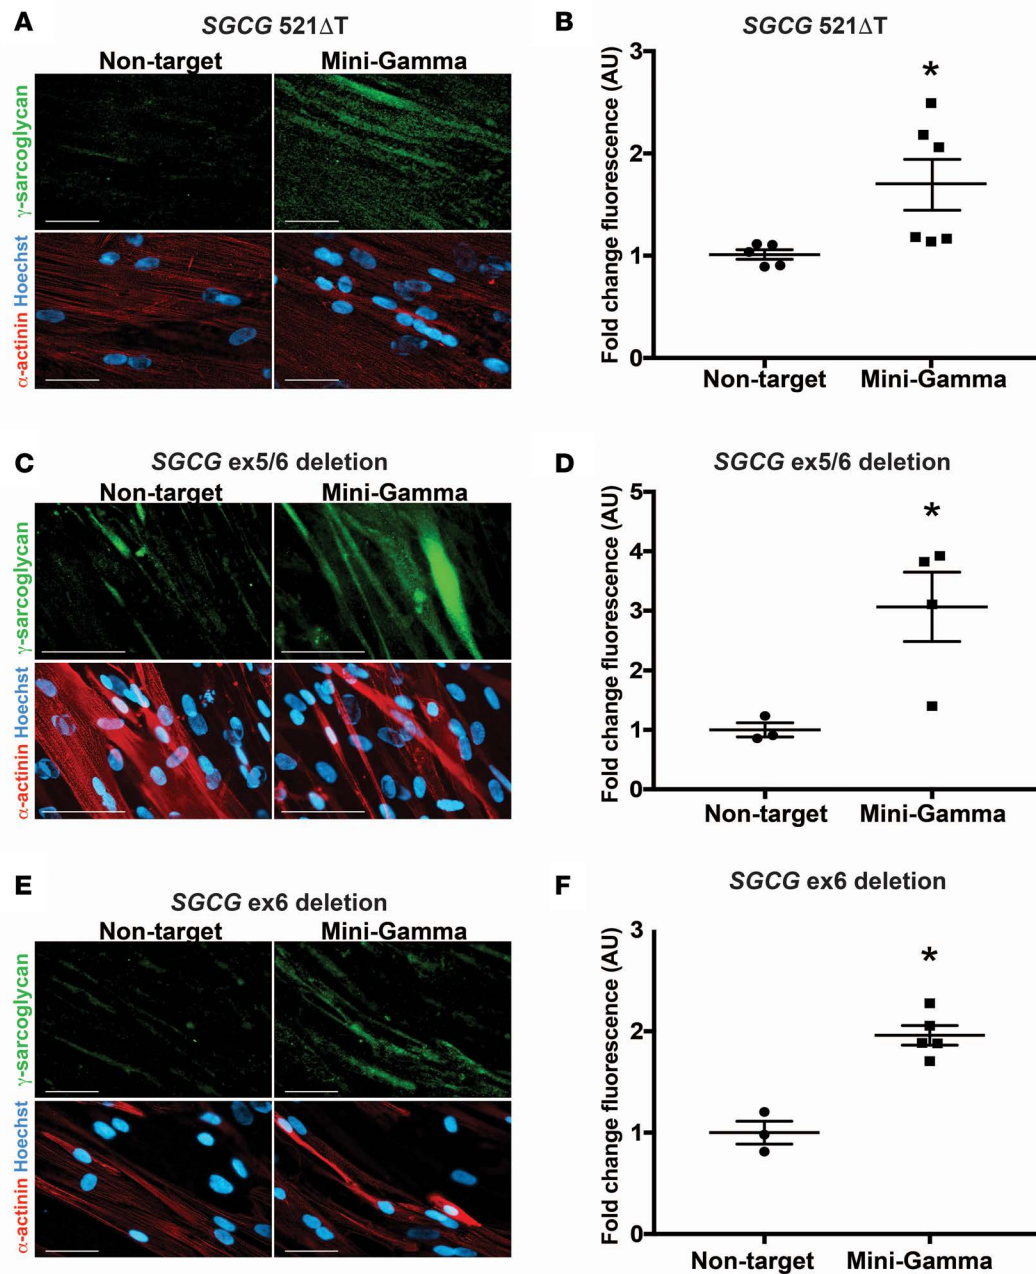 A
SGCG 521ΔT
Non-target Mini-Gamma
γ-sarcoglycan
α-actinin Hoechst
B
SGCG 521ΔT
Fold change fluorescence (AU)
3
*
2
1
0
Non-target Mini-Gamma
C
SGCG ex5/6 deletion
Non-target Mini-Gamma
γ-sarcoglycan
α-actinin Hoechst
D
SGCG ex5/6 deletion
Fold change fluorescence (AU)
5
*
4
3
2
1
0
Non-target Mini-Gamma
E
SGCG ex6 deletion
Non-target Mini-Gamma
γ-sarcoglycan
α-actinin Hoechst
F
SGCG ex6 deletion
Fold change fluorescence (AU)
3
*
2
1
0
Non-target Mini-Gamma